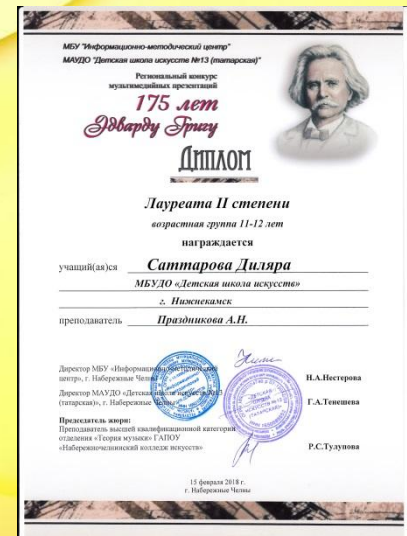 МБУ "Информационно-методический центр"
МАУДО "Детская школа искусств №13 (татарская)"
Региональный конкурс
мультимедийных презентаций
175 лет
Эдварду Григу
ДИПЛОМ
Лауреата II степени
возрастная группа 11-12 лет
награждается
учащий(ая)ся Саттарова Диляра
МБУДО «Детская школа искусств»
г. Нижнекамск
преподаватель Праздникова А.Н.
Директор МБУ «Информационно-методический
центр», г. Набережные Челны Н.А.Нестерова
Директор МАУДО «Детская школа искусств №13
(татарская)», г. Набережные Челны Г.А.Тенешева
Председатель жюри:
Преподаватель высшей квалификационной категории
отделения «Теория музыки» ГАПОУ
«Набережночелнинский колледж искусств» Р.С.Тулупова
15 февраля 2018 г.
г. Набережные Челны